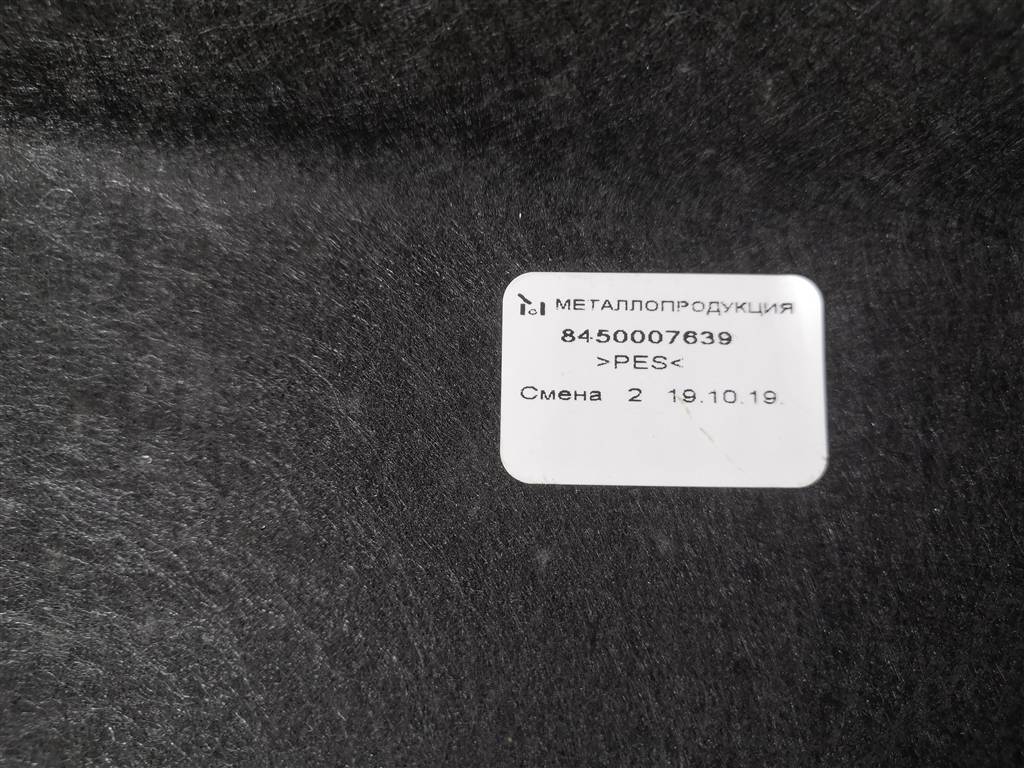 МЕТАЛЛОПРОДУКЦИЯ
8450007639
>PES<
Смена 2 19.10.19.